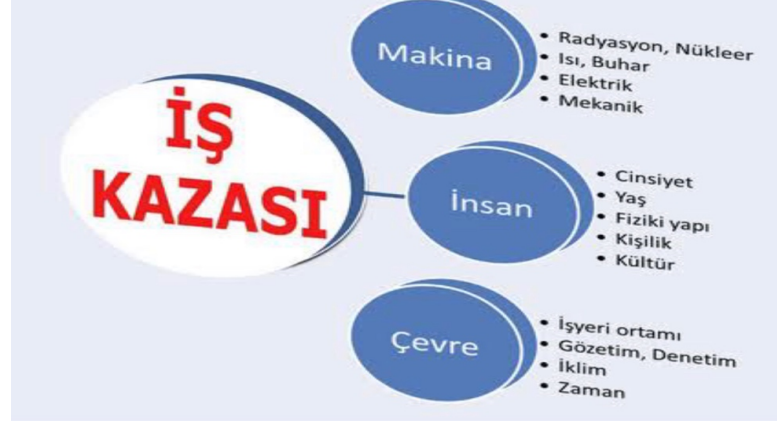 İŞ
KAZASI
Makina
• Radyasyon, Nükleer
• Isı, Buhar
• Elektrik
• Mekanik
İnsan
• Cinsiyet
• Yaş
• Fiziki yapı
• Kişilik
• Kültür
Çevre
• İşyeri ortamı
• Gözetim, Denetim
• İklim
• Zaman